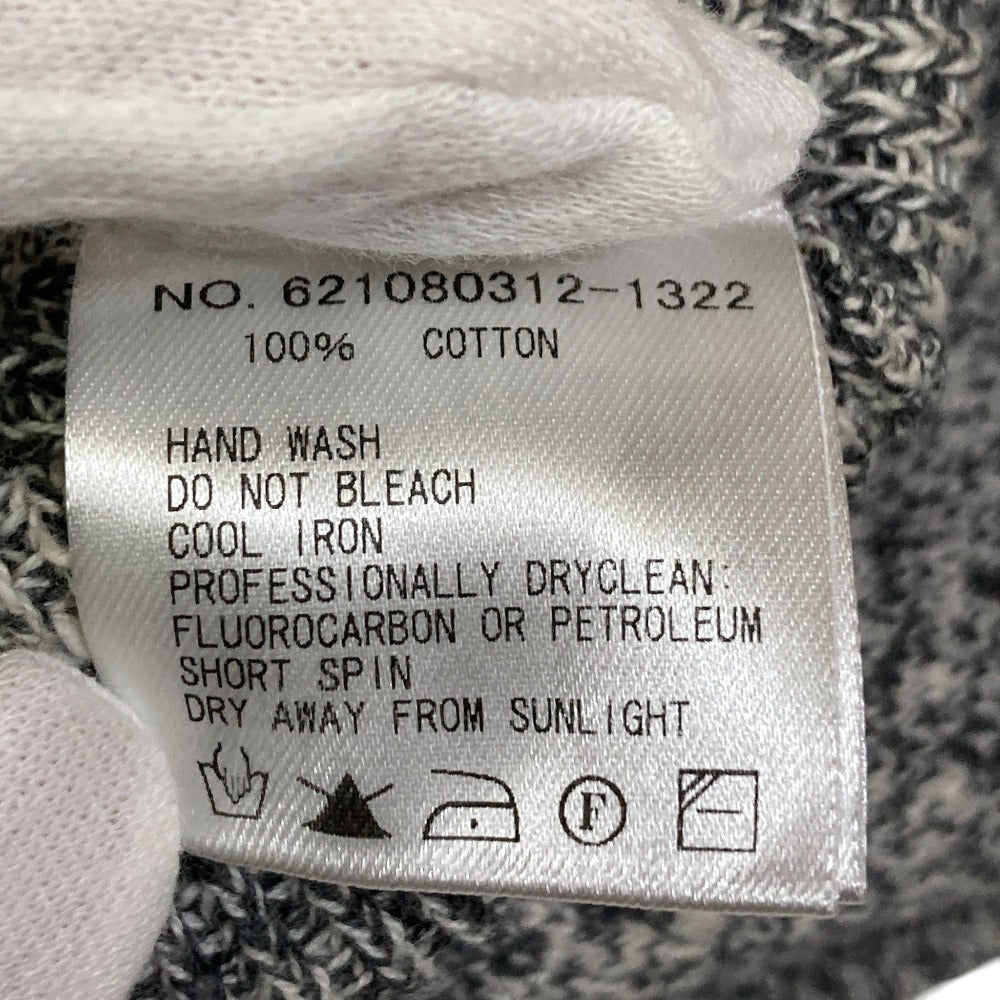 NO. 621080312-1322
100% COTTON
HAND WASH
DO NOT BLEACH
COOL IRON
PROFESSIONALLY DRYCLEAN:
FLUOROCARBON OR PETROLEUM
SHORT SPIN
DRY AWAY FROM SUNLIGHT
F